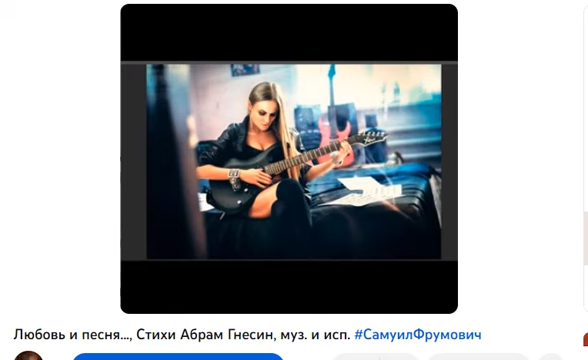 Любовь и песня..., Стихи Абрам Гнесин, муз. и исп. #СамуилФрумович